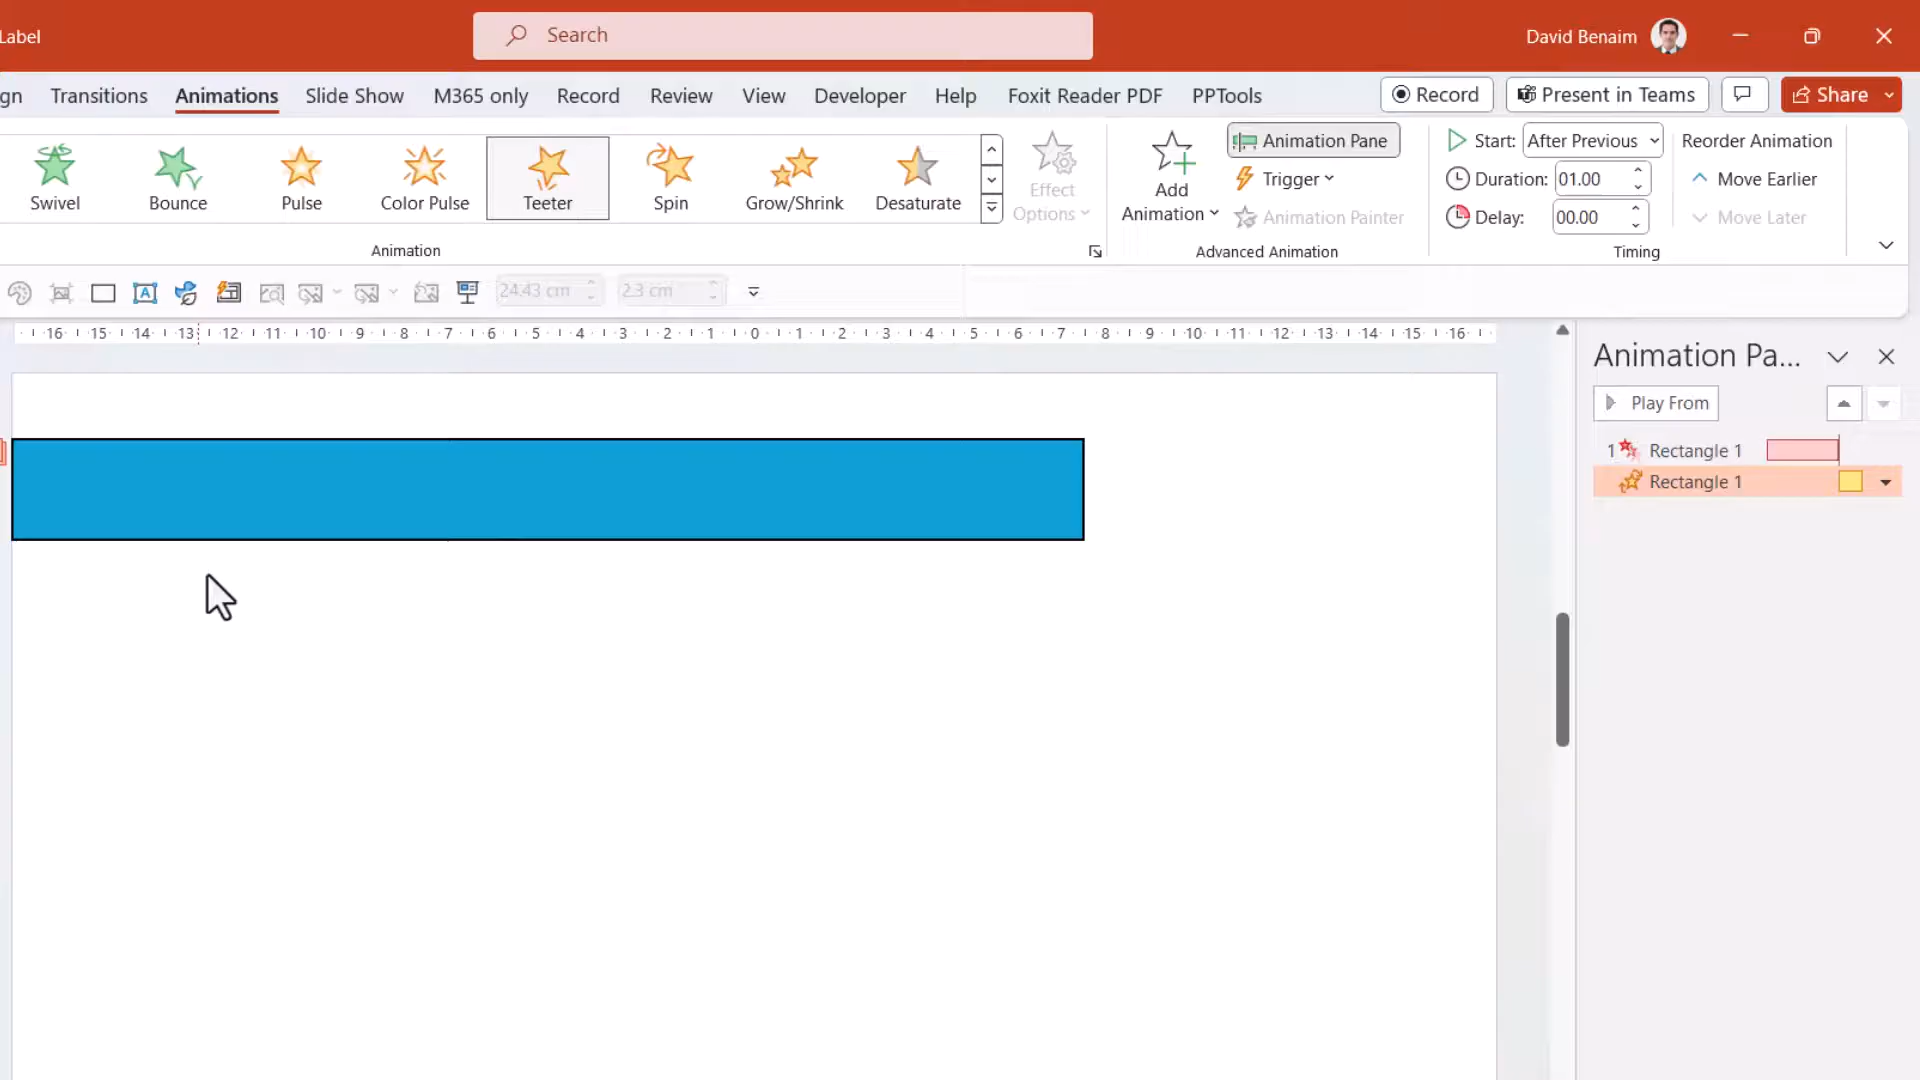 Label
Search
David Benaim
gn Transitions Animations Slide Show M365 only Record Review View Developer Help Foxit Reader PDF PPTools
Record Present in Teams Share
Swivel Bounce Pulse Color Pulse Teeter Spin Grow/Shrink Desaturate
Effect
Options
Animation
Add
Animation
Animation Pane
Trigger
Animation Painter
Advanced Animation
Start: After Previous
Duration: 01.00
Delay: 00.00
Timing
Reorder Animation
Move Earlier
Move Later
24.43 cm 2.3 cm
16 15 14 13 12 11 10 9 8 7 6 5 4 3 2 1 0 1 2 3 4 5 6 7 8 9 10 11 12 13 14 15 16
Animation Pa...
Play From
1 Rectangle 1
Rectangle 1